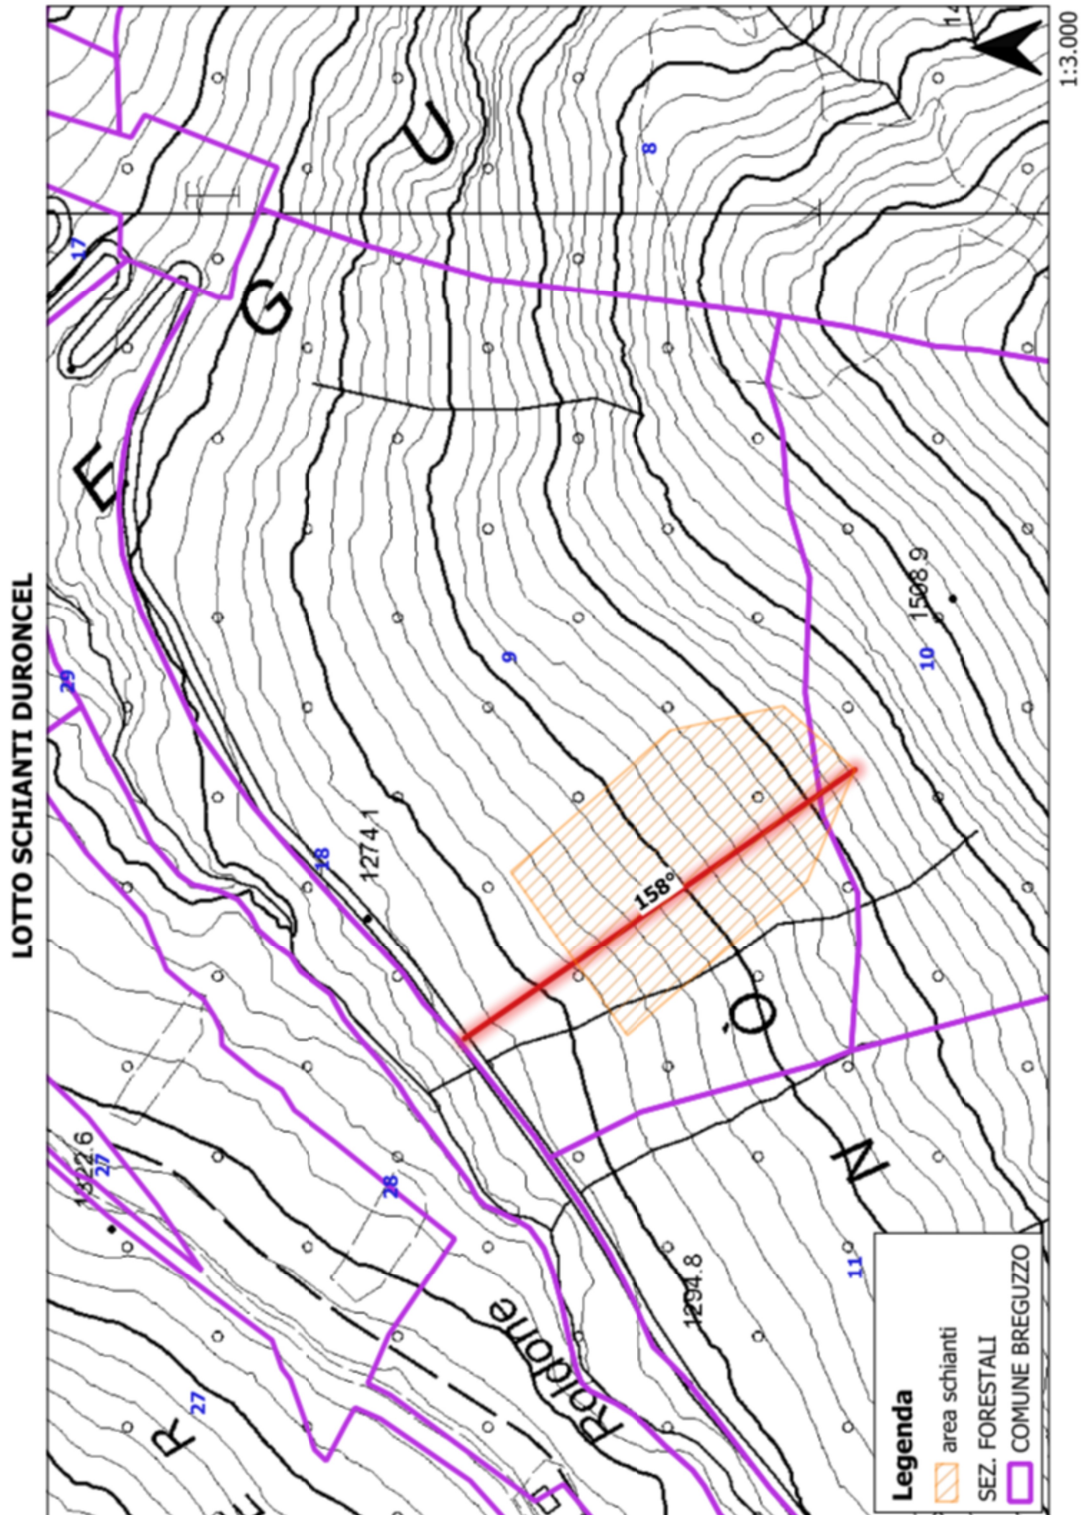 LOTTO SCHIANTI DURONCEL
1:3.000
17
8
U
G
E
29
9
1508.9
10
18
1274.1
158°
Ó
1322.6
27
28
N
11
1294.8
Roldone
27
R
Legenda
area schianti
SEZ. FORESTALI
COMUNE BREGUZZO